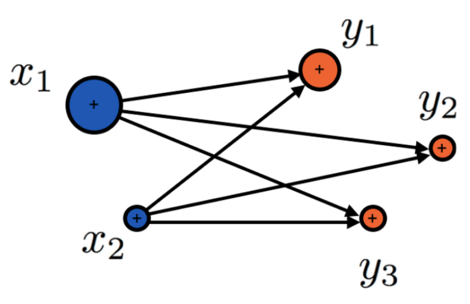 x₁
y₁
y₂
x₂
y₃